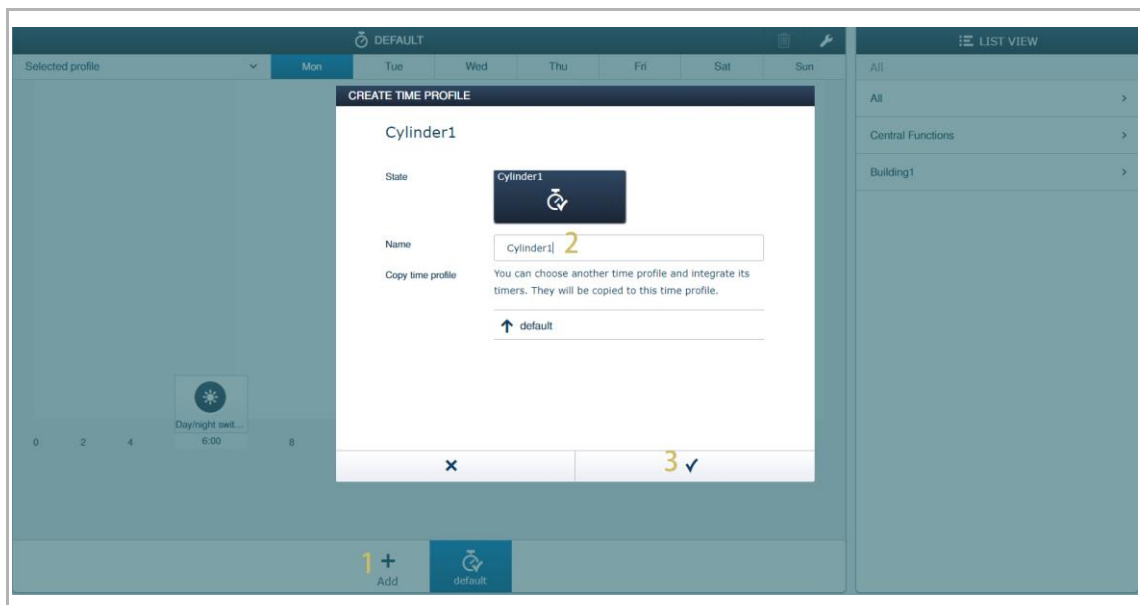 DEFAULT
LIST VIEW
Selected profile
Mon
Tue
Wed
Thu
Fri
Sat
Sun
All
All
Central Functions
Building1
CREATE TIME PROFILE
Cylinder1
State
Cylinder1
Name
Cylinder1
2
Copy time profile
You can choose another time profile and integrate its
timers. They will be copied to this time profile.
default
Day/night swit...
0 2 4 6:00 8
3
1
Add
default